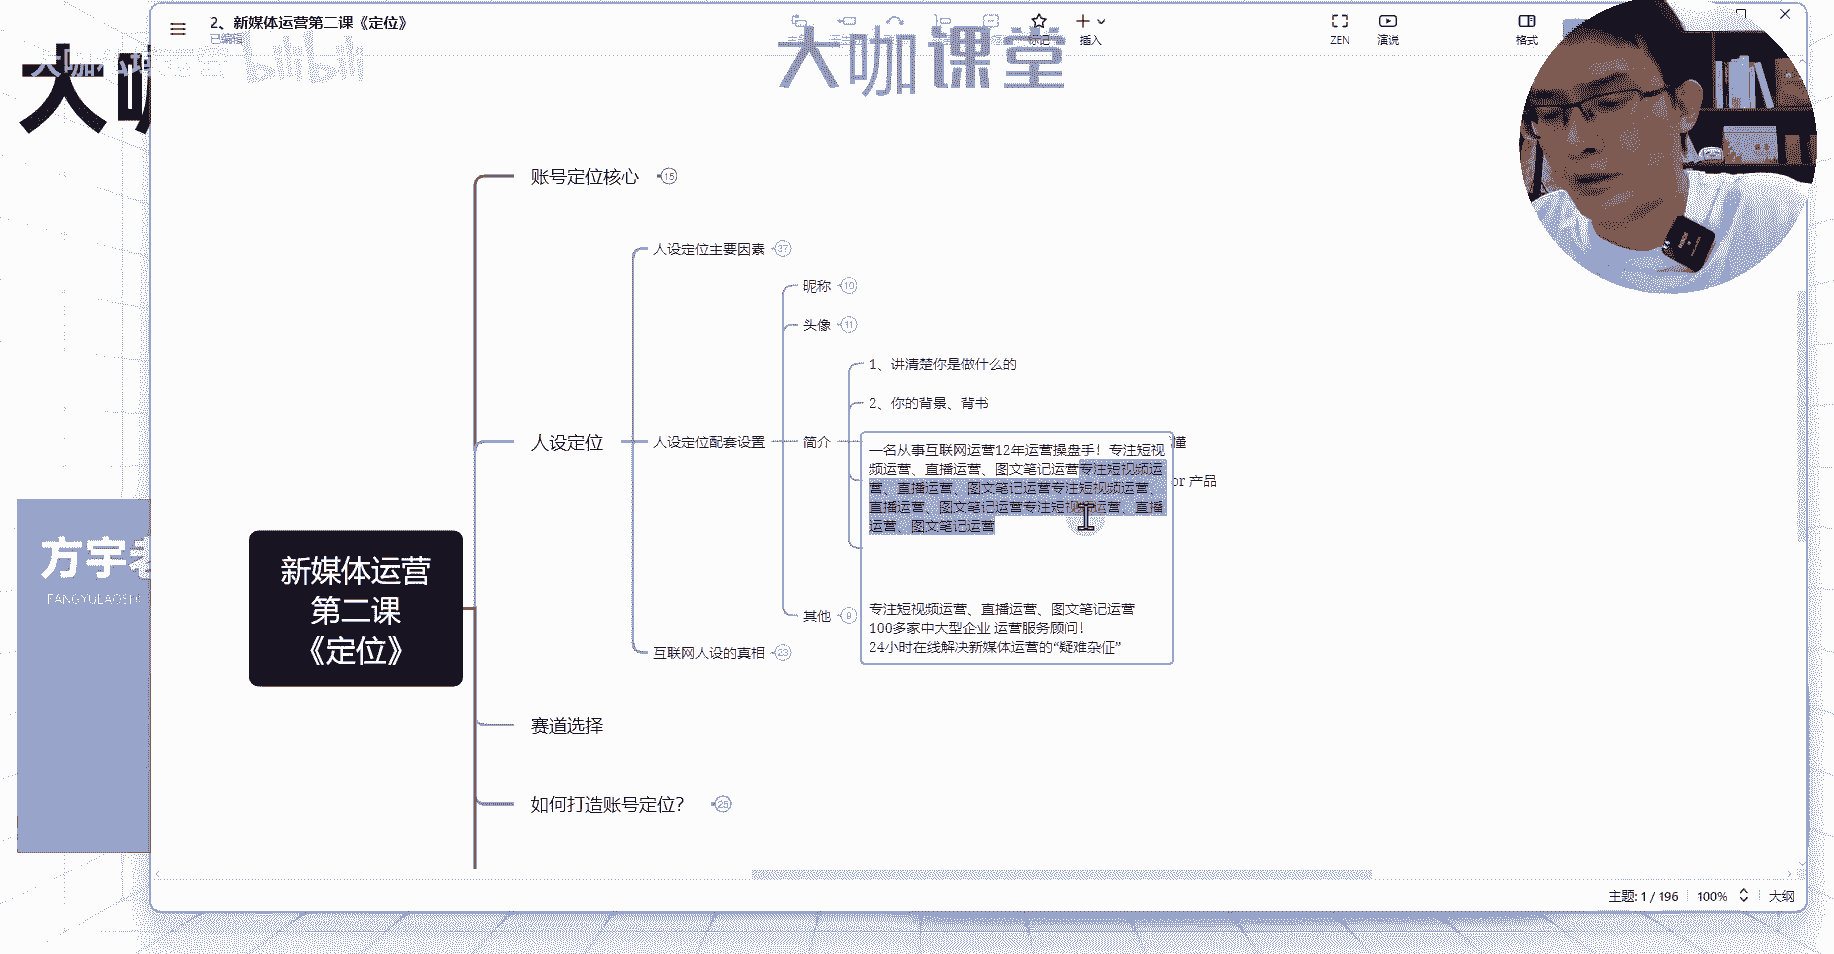 2、新媒体运营第二课《定位》
已编辑
标记
插入
ZEN
演说
格式
bilibili
大咖课堂
大咖
账号定位核心
15
人设定位主要因素
37
昵称
10
头像
11
1、讲清楚你是做什么的
2、你的背景、背书
人设定位
人设定位配套设置
简介
懂
一名从事互联网运营12年运营操盘手！专注短视
频运营、直播运营、图文笔记运营专注短视频运
营、直播运营、图文笔记运营专注短视频运营、
直播运营、图文笔记运营专注短视频运营、直播
运营、图文笔记运营
or 产品
专注短视频运营、直播运营、图文笔记运营
100多家中大型企业 运营服务顾问！
24小时在线解决新媒体运营的“疑难杂症”
其他
9
互联网人设的真相
23
新媒体运营
第二课
《定位》
方宇老
FANGYULAOSHI
赛道选择
如何打造账号定位？
25
主题: 1 / 196
100%
大纲